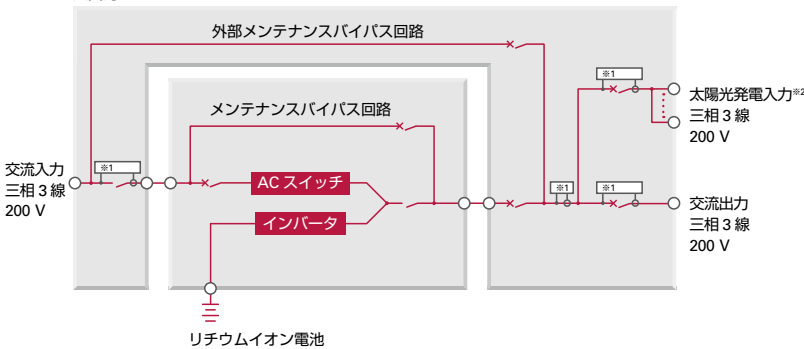 外部メンテナンスバイパス回路
※1
太陽光発電入力※2
三相3線
200 V
メンテナンスバイパス回路
交流入力
三相3線
200 V
※1
ACスイッチ
インバータ
※1
※1
交流出力
三相3線
200 V
リチウムイオン電池